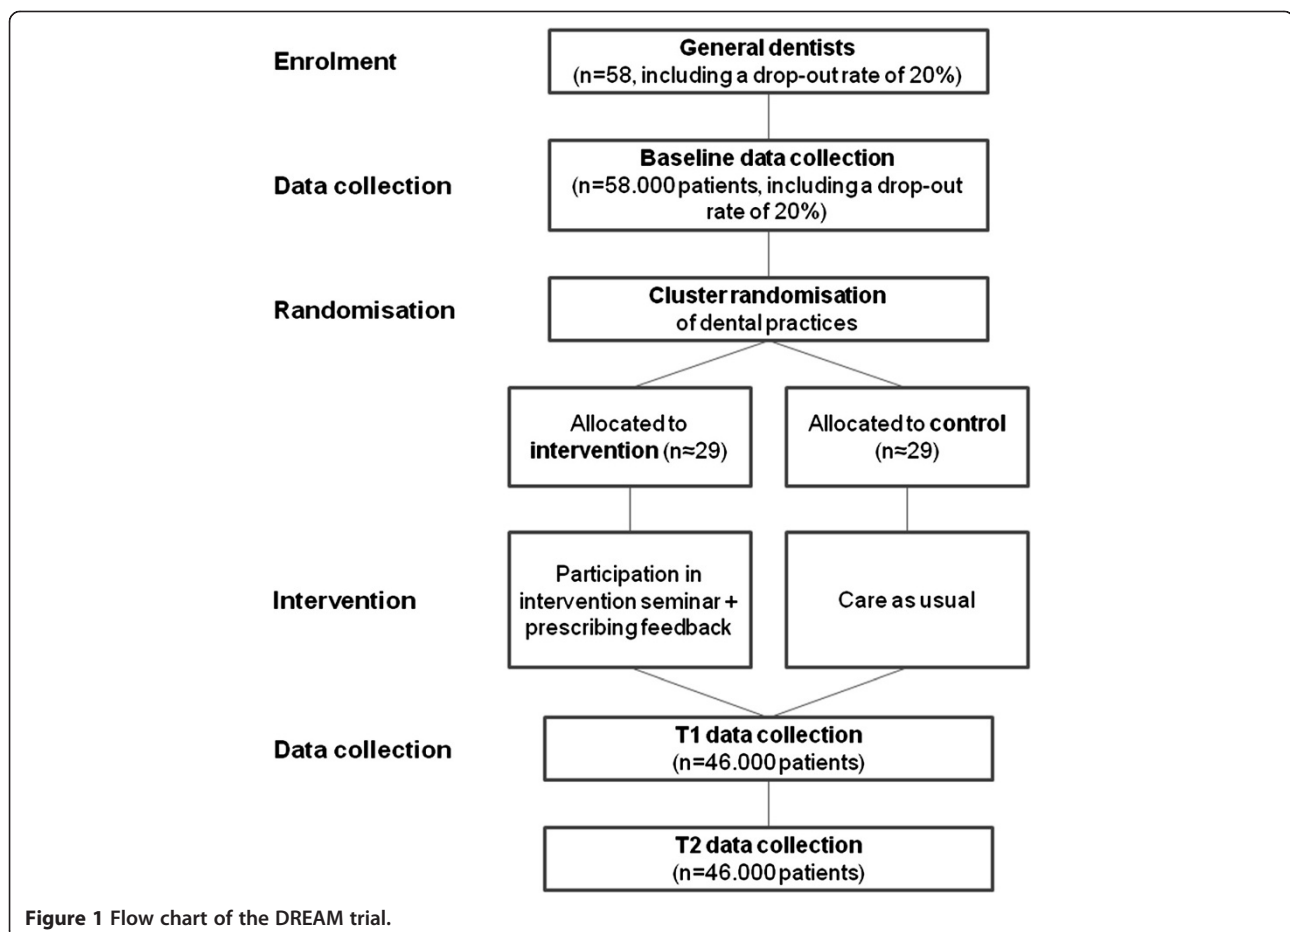 Enrolment
General dentists
(n=58, including a drop-out rate of 20%)
Data collection
Baseline data collection
(n=58.000 patients, including a drop-out
rate of 20%)
Randomisation
Cluster randomisation
of dental practices
Allocated to
intervention (n≈29)
Allocated to control
(n≈29)
Intervention
Participation in
intervention seminar +
prescribing feedback
Care as usual
Data collection
T1 data collection
(n=46.000 patients)
T2 data collection
(n=46.000 patients)
Figure 1 Flow chart of the DREAM trial.